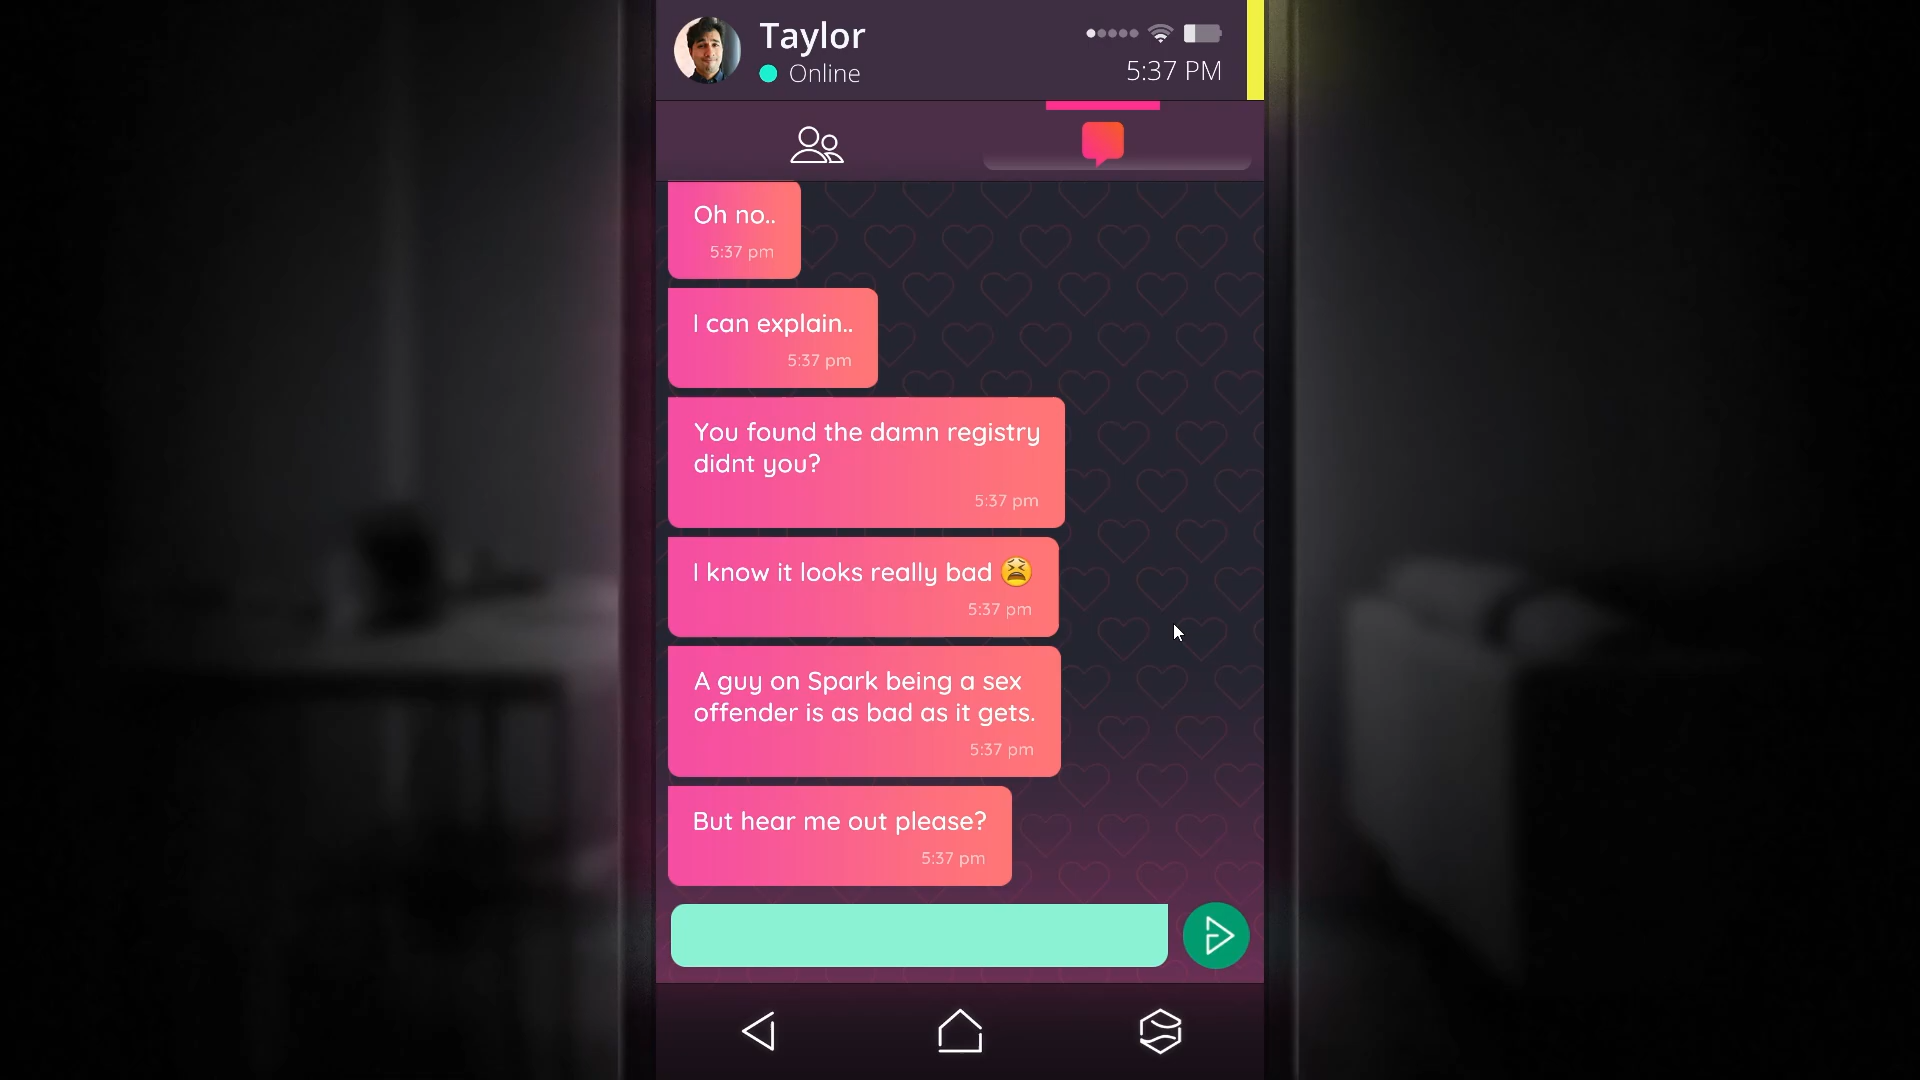 Taylor
Online
5:37 PM
Oh no..
5:37 pm
I can explain..
5:37 pm
You found the damn registry
didnt you?
5:37 pm
I know it looks really bad 😫
5:37 pm
A guy on Spark being a sex
offender is as bad as it gets.
5:37 pm
But hear me out please?
5:37 pm